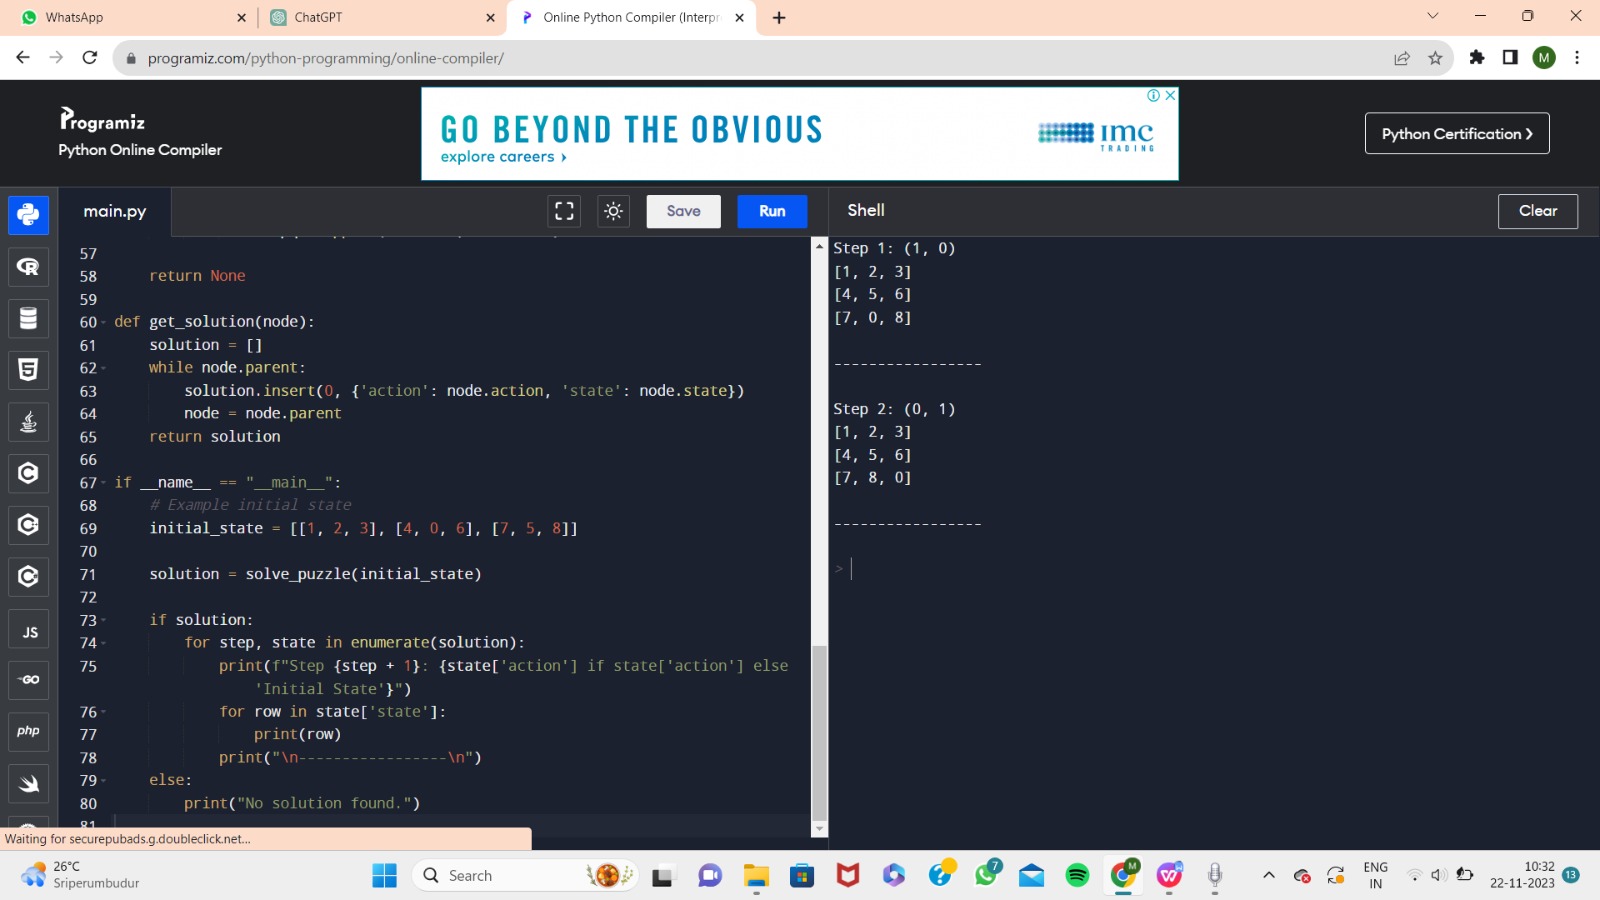 WhatsApp
ChatGPT
Online Python Compiler (Interpr
programiz.com/python-programming/online-compiler/
M
Programiz
Python Online Compiler
GO BEYOND THE OBVIOUS
explore careers ›
imc
TRADING
Python Certification ❯
main.py
Save
Run
Shell
Clear
57
58     return None
59
60 def get_solution(node):
61     solution = []
62     while node.parent:
63         solution.insert(0, {'action': node.action, 'state': node.state})
64         node = node.parent
65     return solution
66
67 if __name__ == "__main__":
68     # Example initial state
69     initial_state = [[1, 2, 3], [4, 0, 6], [7, 5, 8]]
70
71     solution = solve_puzzle(initial_state)
72
73     if solution:
74         for step, state in enumerate(solution):
75             print(f"Step {step + 1}: {state['action'] if state['action'] else
'Initial State'}")
76             for row in state['state']:
77                 print(row)
78             print("\n-----------------\n")
79     else:
80         print("No solution found.")
81
Step 1: (1, 0)
[1, 2, 3]
[4, 5, 6]
[7, 0, 8]
-----------------
Step 2: (0, 1)
[1, 2, 3]
[4, 5, 6]
[7, 8, 0]
-----------------
>
R
5
C
C
C
JS
GO
php
Waiting for securepubads.g.doubleclick.net...
26°C
Sriperumbudur
Search
7
M
W
ENG
IN
10:32
22-11-2023
13